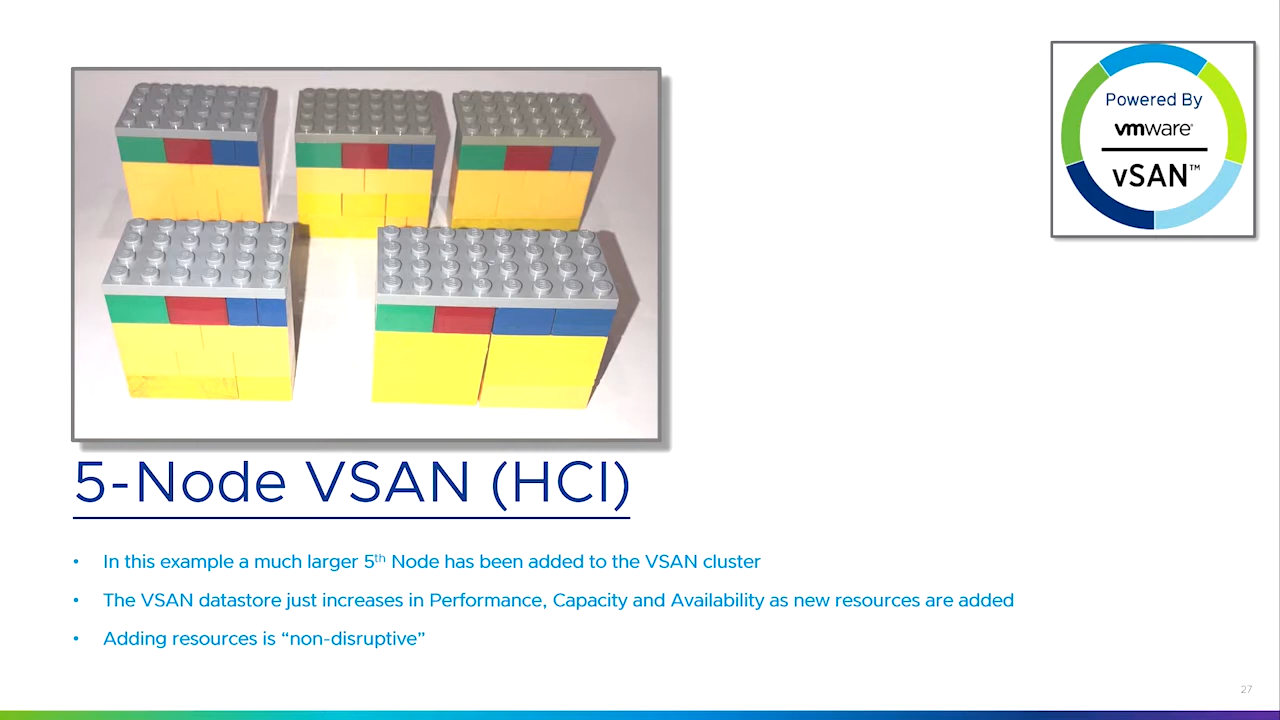 Powered By
vmware®
vSAN™
5-Node VSAN (HCI)
• In this example a much larger 5th Node has been added to the VSAN cluster
• The VSAN datastore just increases in Performance, Capacity and Availability as new resources are added
• Adding resources is “non-disruptive”
27